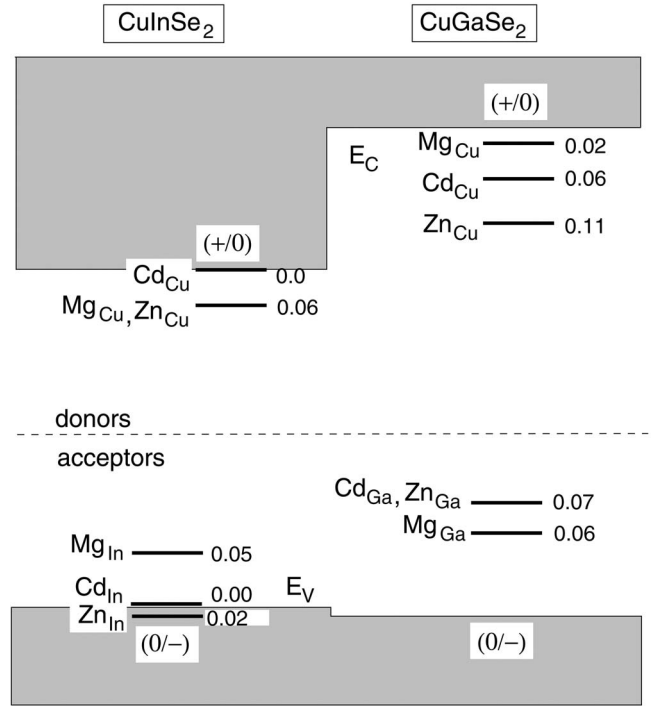 CuInSe2 CuGaSe2
(+/0)
MgCu 0.02
EC
CdCu 0.06
ZnCu 0.11
(+/0)
CdCu 0.0
MgCu, ZnCu 0.06
donors
acceptors
CdGa, ZnGa 0.07
MgGa 0.06
MgIn 0.05
CdIn 0.00
EV
ZnIn 0.02
(0/−) (0/−)